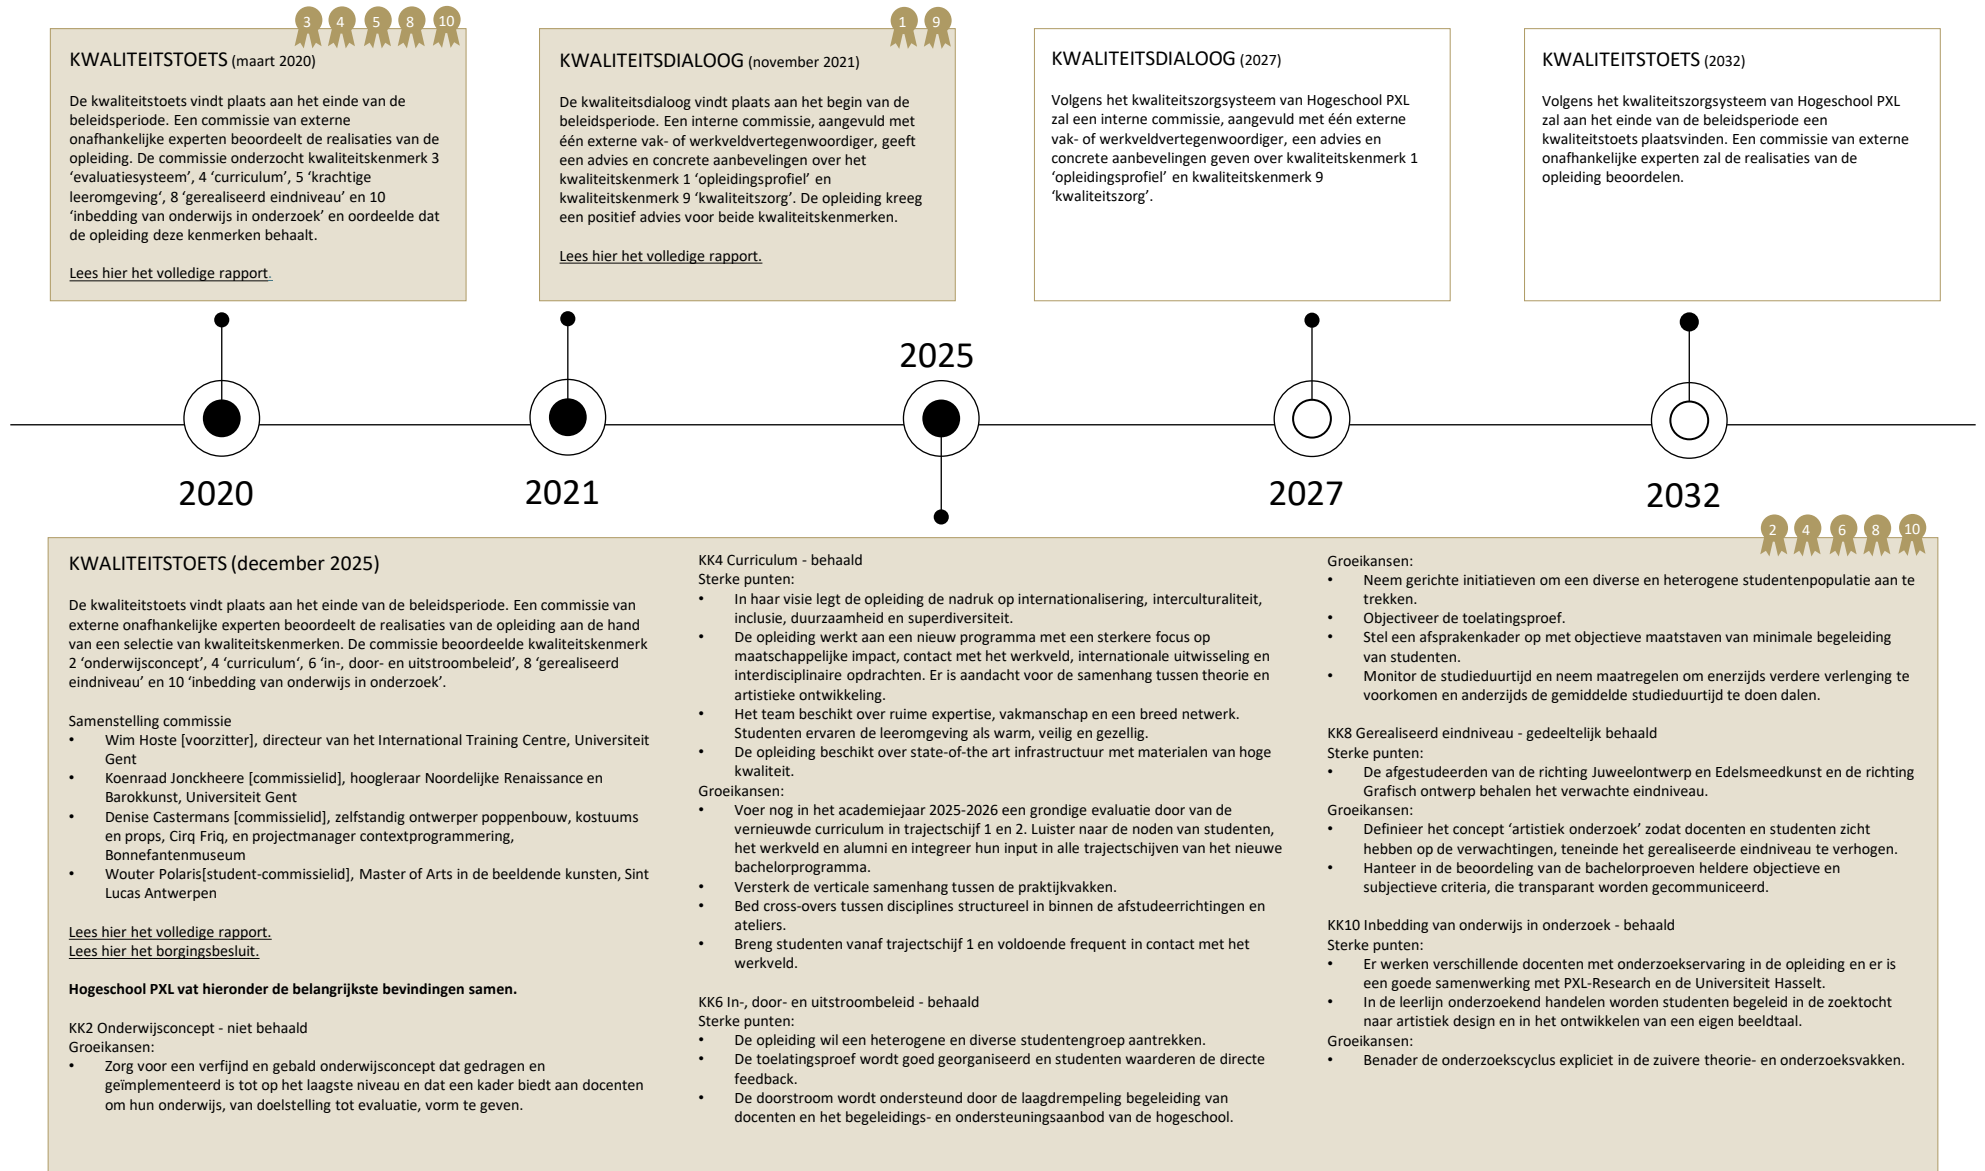 3 4 5 8 10
KWALITEITSTOETS (maart 2020)
De kwaliteitstoets vindt plaats aan het einde van de
beleidsperiode. Een commissie van externe
onafhankelijke experten beoordeelt de realisaties van de
opleiding. De commissie onderzocht kwaliteitskenmerk 3
‘evaluatiesysteem’, 4 ‘curriculum’, 5 ‘krachtige
leeromgeving’, 8 ‘gerealiseerd eindniveau’ en 10
‘inbedding van onderwijs in onderzoek’ en oordeelde dat
de opleiding deze kenmerken behaalt.
Lees hier het volledige rapport.
1 9
KWALITEITSDIALOOG (november 2021)
De kwaliteitsdialoog vindt plaats aan het begin van de
beleidsperiode. Een interne commissie, aangevuld met
één externe vak- of werkveldvertegenwoordiger, geeft
een advies en concrete aanbevelingen over het
kwaliteitskenmerk 1 ‘opleidingsprofiel’ en
kwaliteitskenmerk 9 ‘kwaliteitszorg’. De opleiding kreeg
een positief advies voor beide kwaliteitskenmerken.
Lees hier het volledige rapport.
KWALITEITSDIALOOG (2027)
Volgens het kwaliteitszorgsysteem van Hogeschool PXL
zal een interne commissie, aangevuld met één externe
vak- of werkveldvertegenwoordiger, een advies en
concrete aanbevelingen geven over kwaliteitskenmerk 1
‘opleidingsprofiel’ en kwaliteitskenmerk 9
‘kwaliteitszorg’.
KWALITEITSTOETS (2032)
Volgens het kwaliteitszorgsysteem van Hogeschool PXL
zal aan het einde van de beleidsperiode een
kwaliteitstoets plaatsvinden. Een commissie van externe
onafhankelijke experten zal de realisaties van de
opleiding beoordelen.
2025
2020
2021
2027
2032
2 4 6 8 10
KWALITEITSTOETS (december 2025)
De kwaliteitstoets vindt plaats aan het einde van de beleidsperiode. Een commissie van
externe onafhankelijke experten beoordeelt de realisaties van de opleiding aan de hand
van een selectie van kwaliteitskenmerken. De commissie beoordeelde kwaliteitskenmerk
2 ‘onderwijsconcept’, 4 ‘curriculum‘, 6 ‘in-, door- en uitstroombeleid’, 8 ‘gerealiseerd
eindniveau’ en 10 ‘inbedding van onderwijs in onderzoek’.
Samenstelling commissie
• Wim Hoste [voorzitter], directeur van het International Training Centre, Universiteit
Gent
• Koenraad Jonckheere [commissielid], hoogleraar Noordelijke Renaissance en
Barokkunst, Universiteit Gent
• Denise Castermans [commissielid], zelfstandig ontwerper poppenbouw, kostuums
en props, Cirq Friq, en projectmanager contextprogrammering,
Bonnefantenmuseum
• Wouter Polaris[student-commissielid], Master of Arts in de beeldende kunsten, Sint
Lucas Antwerpen
Lees hier het volledige rapport.
Lees hier het borgingsbesluit.
Hogeschool PXL vat hieronder de belangrijkste bevindingen samen.
KK2 Onderwijsconcept - niet behaald
Groeikansen:
• Zorg voor een verfijnd en gebald onderwijsconcept dat gedragen en
geïmplementeerd is tot op het laagste niveau en dat een kader biedt aan docenten
om hun onderwijs, van doelstelling tot evaluatie, vorm te geven.
KK4 Curriculum - behaald
Sterke punten:
• In haar visie legt de opleiding de nadruk op internationalisering, interculturaliteit,
inclusie, duurzaamheid en superdiversiteit.
• De opleiding werkt aan een nieuw programma met een sterkere focus op
maatschappelijke impact, contact met het werkveld, internationale uitwisseling en
interdisciplinaire opdrachten. Er is aandacht voor de samenhang tussen theorie en
artistieke ontwikkeling.
• Het team beschikt over ruime expertise, vakmanschap en een breed netwerk.
Studenten ervaren de leeromgeving als warm, veilig en gezellig.
• De opleiding beschikt over state-of-the art infrastructuur met materialen van hoge
kwaliteit.
Groeikansen:
• Voer nog in het academiejaar 2025-2026 een grondige evaluatie door van de
vernieuwde curriculum in trajectschijf 1 en 2. Luister naar de noden van studenten,
het werkveld en alumni en integreer hun input in alle trajectschijven van het nieuwe
bachelorprogramma.
• Versterk de verticale samenhang tussen de praktijkvakken.
• Bed cross-overs tussen disciplines structureel in binnen de afstudeerrichtingen en
ateliers.
• Breng studenten vanaf trajectschijf 1 en voldoende frequent in contact met het
werkveld.
KK6 In-, door- en uitstroombeleid - behaald
Sterke punten:
• De opleiding wil een heterogene en diverse studentengroep aantrekken.
• De toelatingsproef wordt goed georganiseerd en studenten waarderen de directe
feedback.
• De doorstroom wordt ondersteund door de laagdrempeling begeleiding van
docenten en het begeleidings- en ondersteuningsaanbod van de hogeschool.
Groeikansen:
• Neem gerichte initiatieven om een diverse en heterogene studentenpopulatie aan te
trekken.
• Objectiveer de toelatingsproef.
• Stel een afsprakenkader op met objectieve maatstaven van minimale begeleiding
van studenten.
• Monitor de studieduurtijd en neem maatregelen om enerzijds verdere verlenging te
voorkomen en anderzijds de gemiddelde studieduurtijd te doen dalen.
KK8 Gerealiseerd eindniveau - gedeeltelijk behaald
Sterke punten:
• De afgestudeerden van de richting Juweelontwerp en Edelsmeedkunst en de richting
Grafisch ontwerp behalen het verwachte eindniveau.
Groeikansen:
• Definieer het concept ‘artistiek onderzoek’ zodat docenten en studenten zicht
hebben op de verwachtingen, teneinde het gerealiseerde eindniveau te verhogen.
• Hanteer in de beoordeling van de bachelorproeven heldere objectieve en
subjectieve criteria, die transparant worden gecommuniceerd.
KK10 Inbedding van onderwijs in onderzoek - behaald
Sterke punten:
• Er werken verschillende docenten met onderzoekservaring in de opleiding en er is
een goede samenwerking met PXL-Research en de Universiteit Hasselt.
• In de leerlijn onderzoekend handelen worden studenten begeleid in de zoektocht
naar artistiek design en in het ontwikkelen van een eigen beeldtaal.
Groeikansen:
• Benader de onderzoekscyclus expliciet in de zuivere theorie- en onderzoeksvakken.